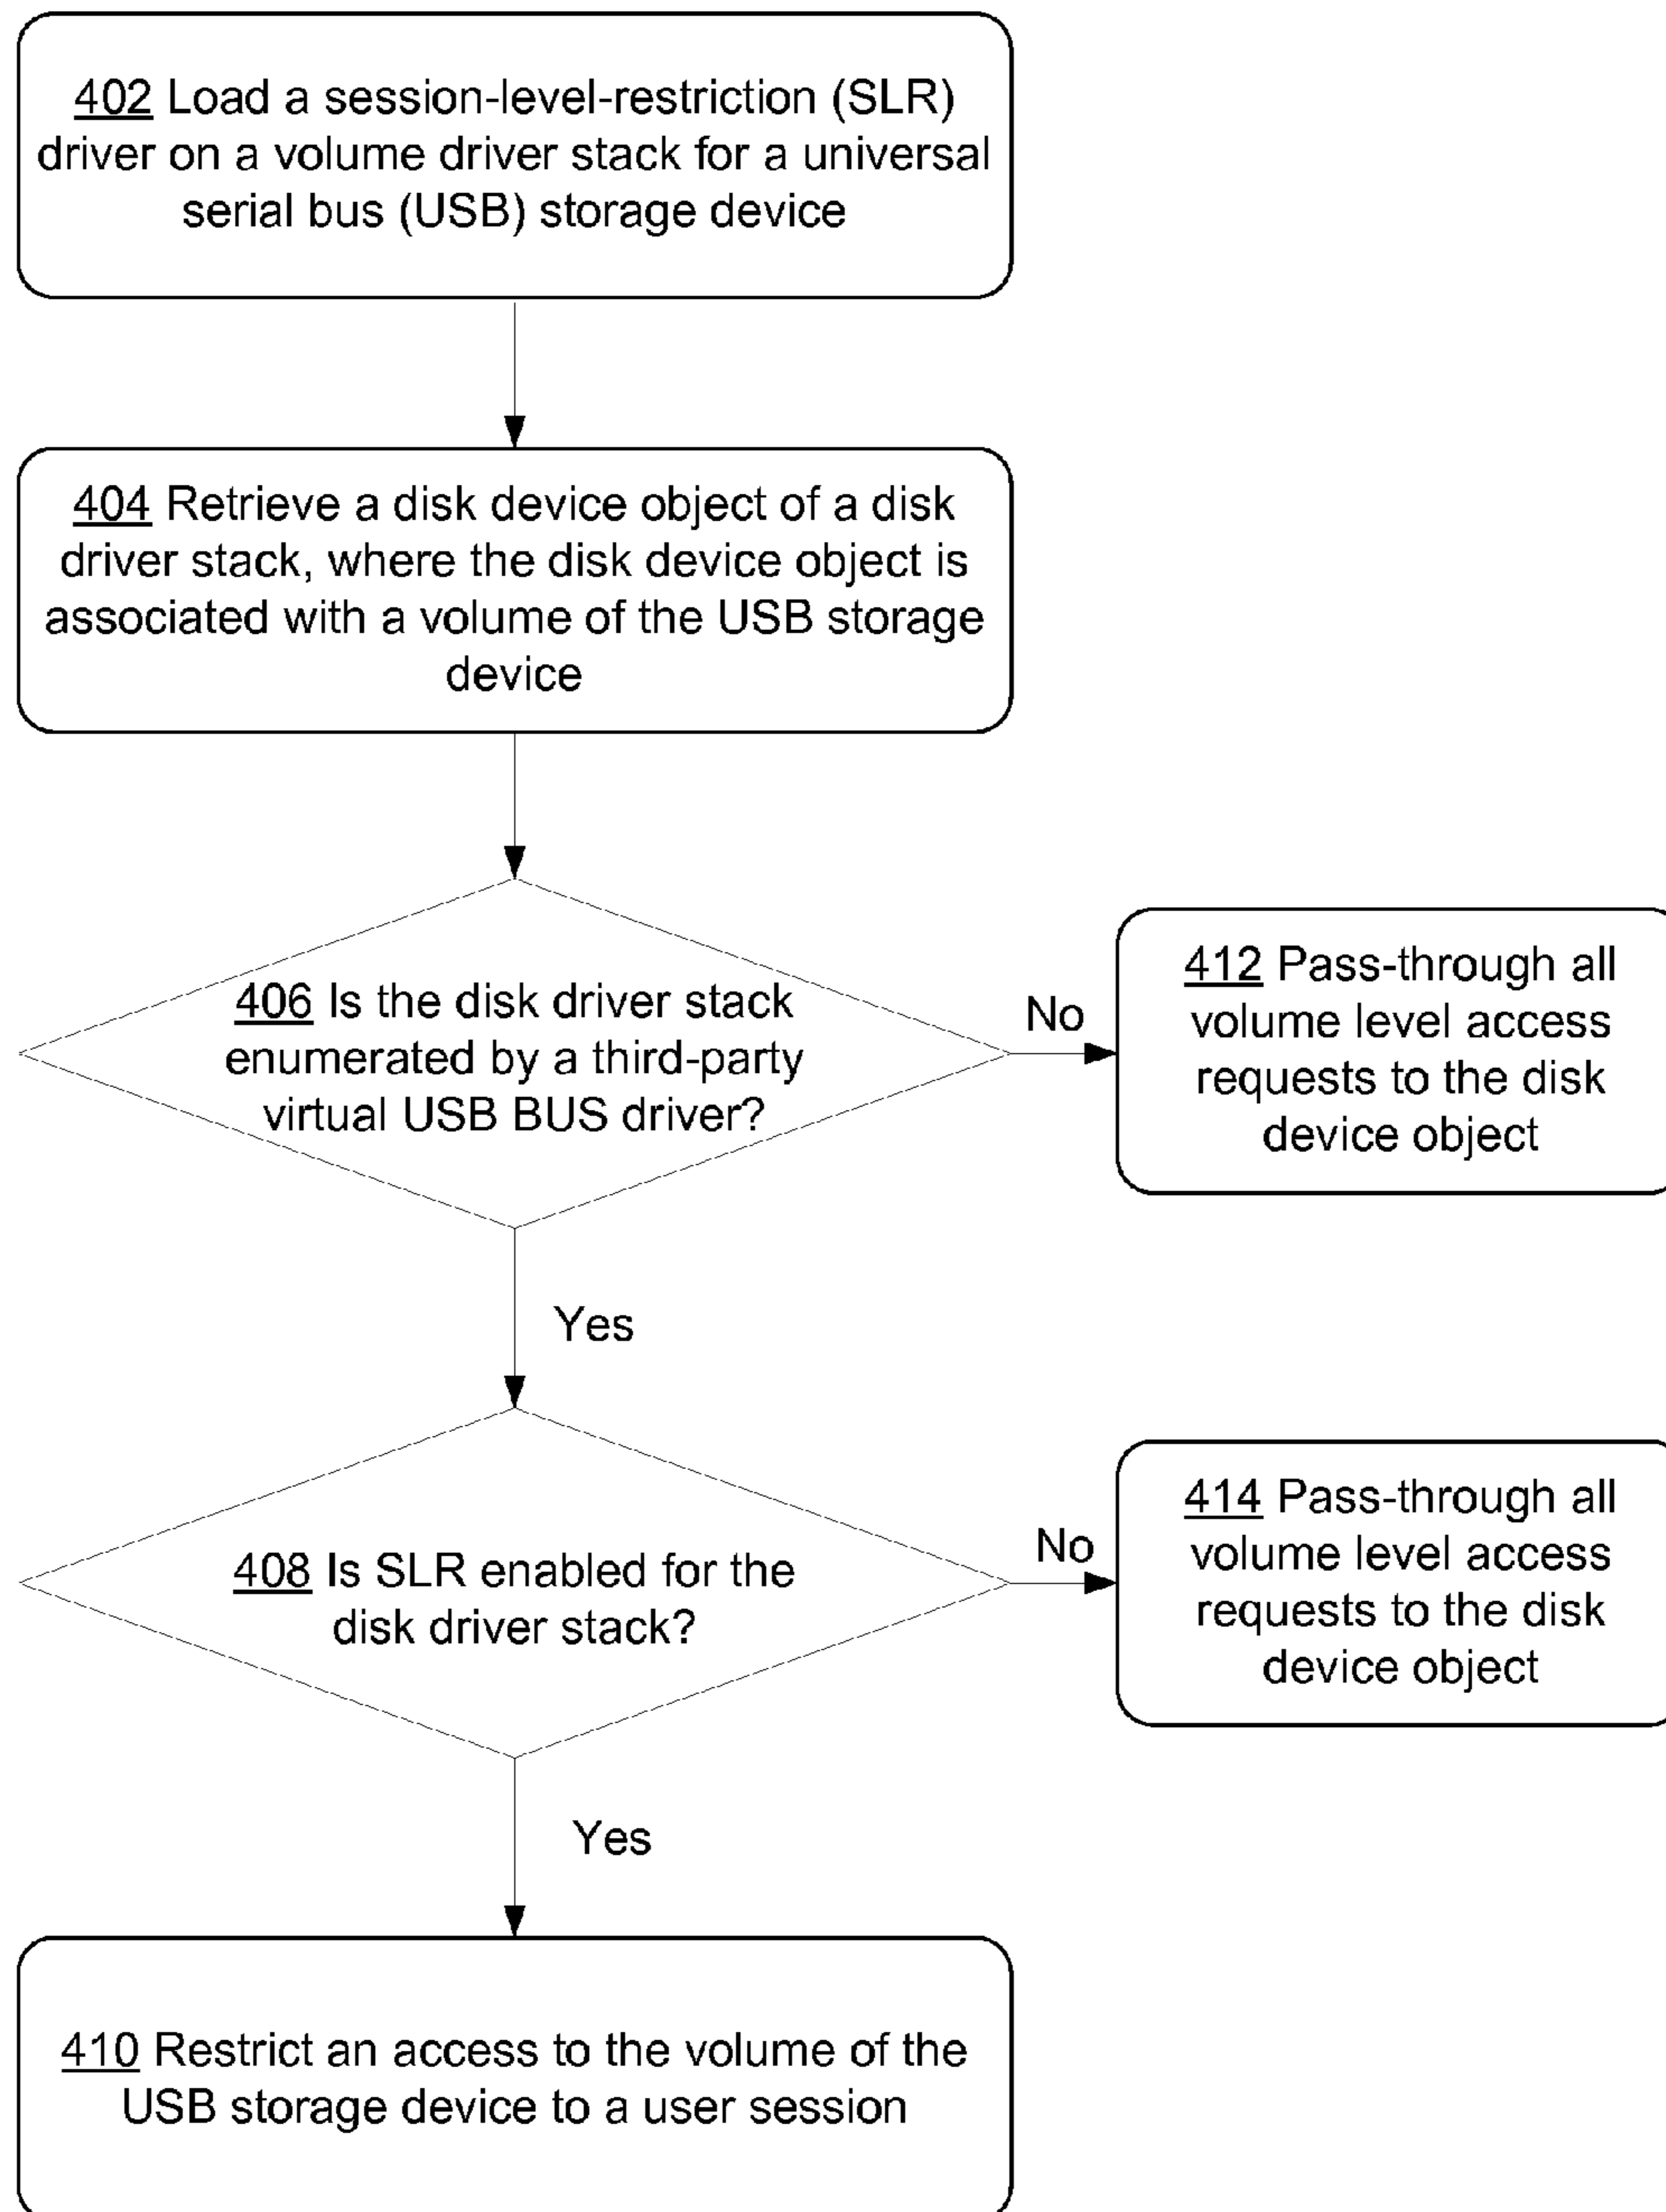 402 Load a session-level-restriction (SLR)
driver on a volume driver stack for a universal
serial bus (USB) storage device
404 Retrieve a disk device object of a disk
driver stack, where the disk device object is
associated with a volume of the USB storage
device
406 Is the disk driver stack
enumerated by a third-party
virtual USB BUS driver?
No
412 Pass-through all
volume level access
requests to the disk
device object
Yes
408 Is SLR enabled for the
disk driver stack?
No
414 Pass-through all
volume level access
requests to the disk
device object
Yes
410 Restrict an access to the volume of the
USB storage device to a user session